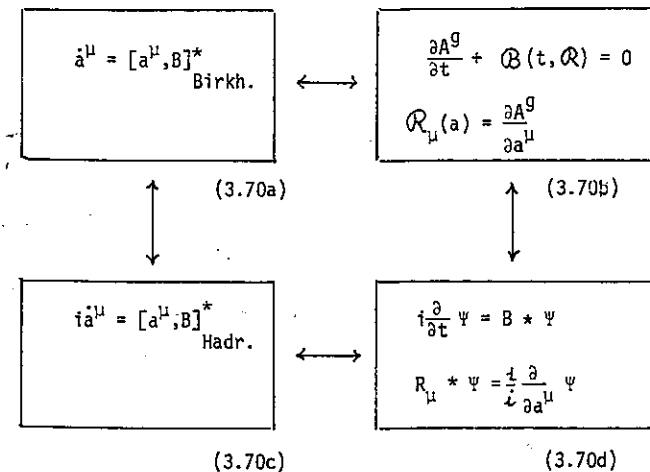 ȧ^μ = [a^μ,B]^*_Birkh.
∂A^g/∂t + ℬ(t,ℛ) = 0
ℛ_μ(a) = ∂A^g/∂a^μ
(3.70a)
(3.70b)
iȧ^μ = [a^μ,B]^*_Hadr.
i ∂/∂t Ψ = B * Ψ
R_μ * Ψ = 1/i ∂/∂a^μ Ψ
(3.70c)
(3.70d)